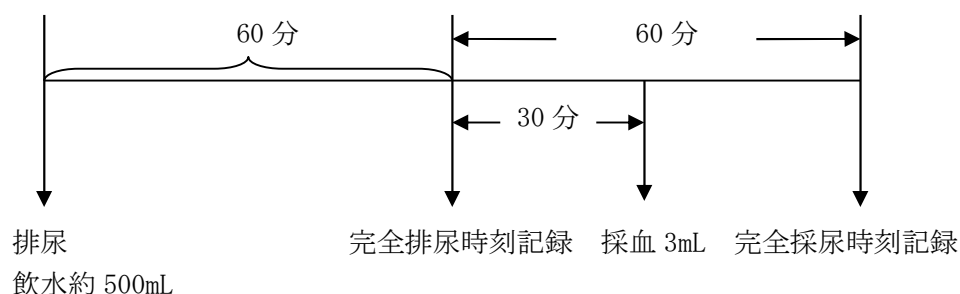 60 分
60 分
30 分
排尿
完全排尿時刻記録
採血 3mL
完全採尿時刻記録
飲水約 500mL